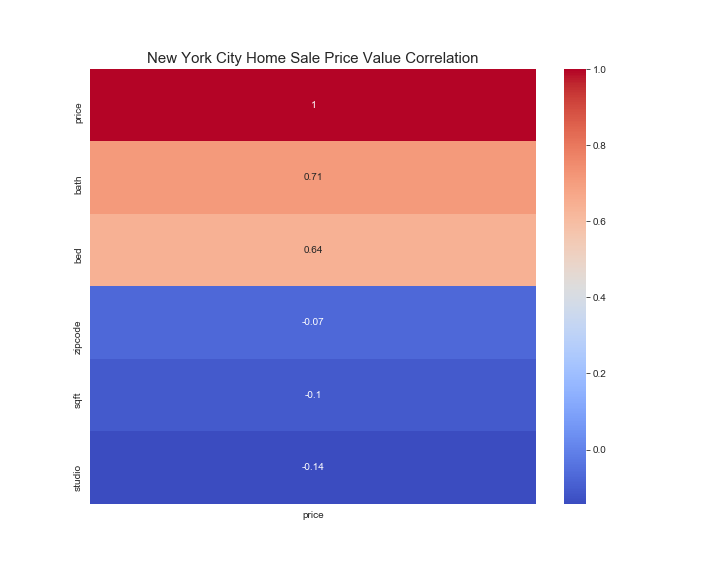 New York City Home Sale Price Value Correlation
price
1
bath
0.71
bed
0.64
zipcode
-0.07
sqft
-0.1
studio
-0.14
price
1.0
0.8
0.6
0.4
0.2
0.0